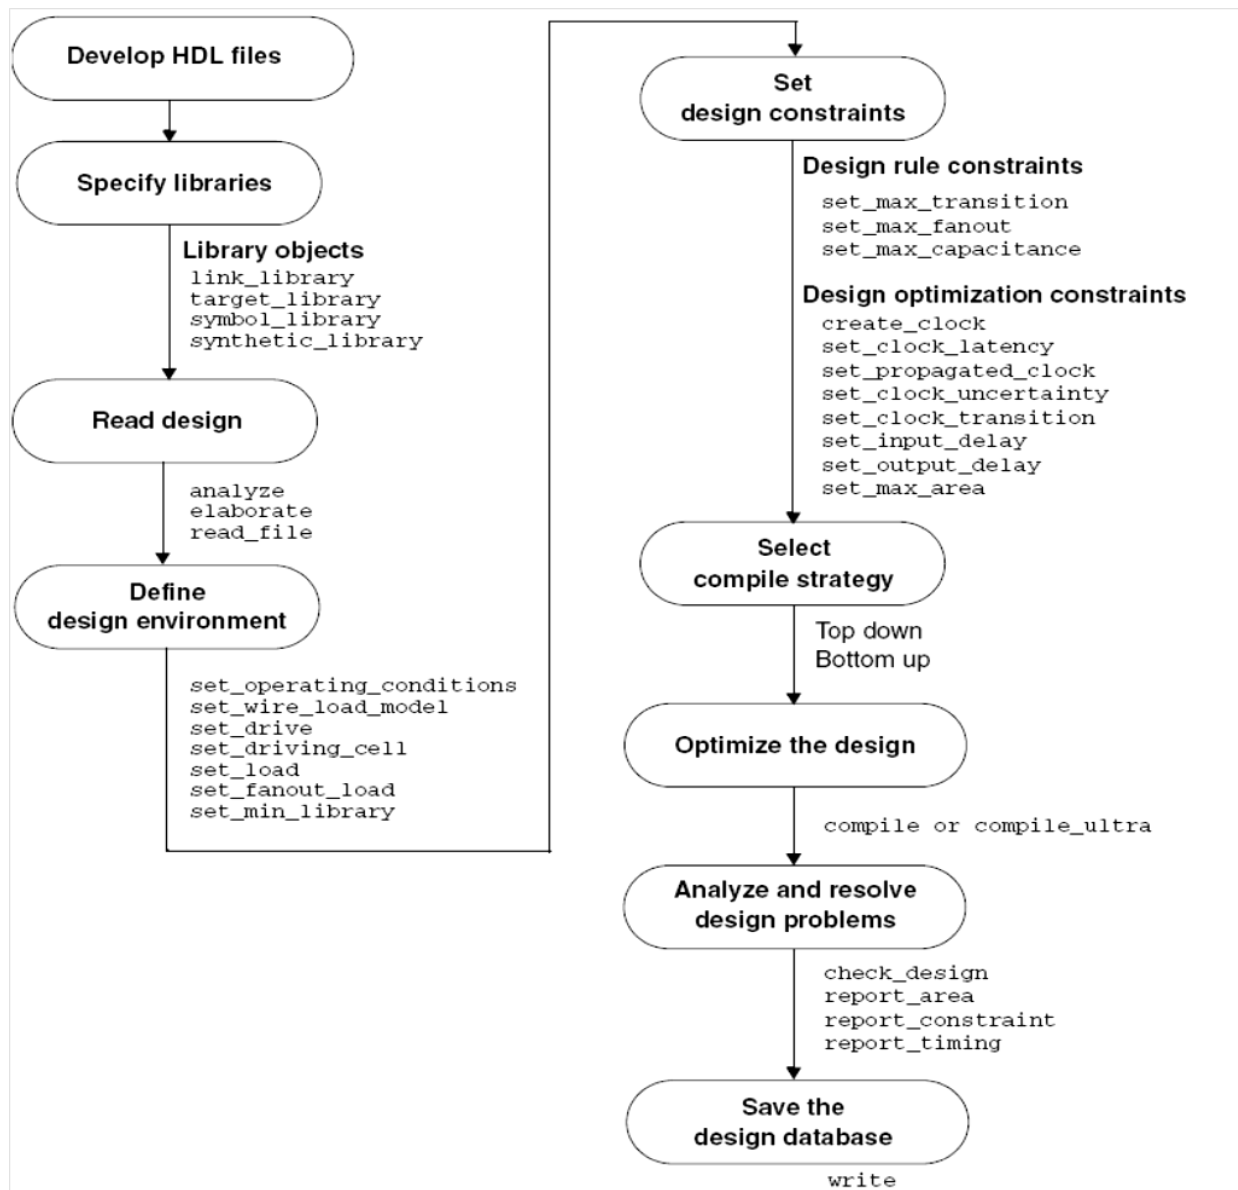 Develop HDL files
Specify libraries
Library objects
link_library
target_library
symbol_library
synthetic_library
Read design
analyze
elaborate
read_file
Define
design environment
set_operating_conditions
set_wire_load_model
set_drive
set_driving_cell
set_load
set_fanout_load
set_min_library
Set
design constraints
Design rule constraints
set_max_transition
set_max_fanout
set_max_capacitance
Design optimization constraints
create_clock
set_clock_latency
set_propagated_clock
set_clock_uncertainty
set_clock_transition
set_input_delay
set_output_delay
set_max_area
Select
compile strategy
Top down
Bottom up
Optimize the design
compile or compile_ultra
Analyze and resolve
design problems
check_design
report_area
report_constraint
report_timing
Save the
design database
write